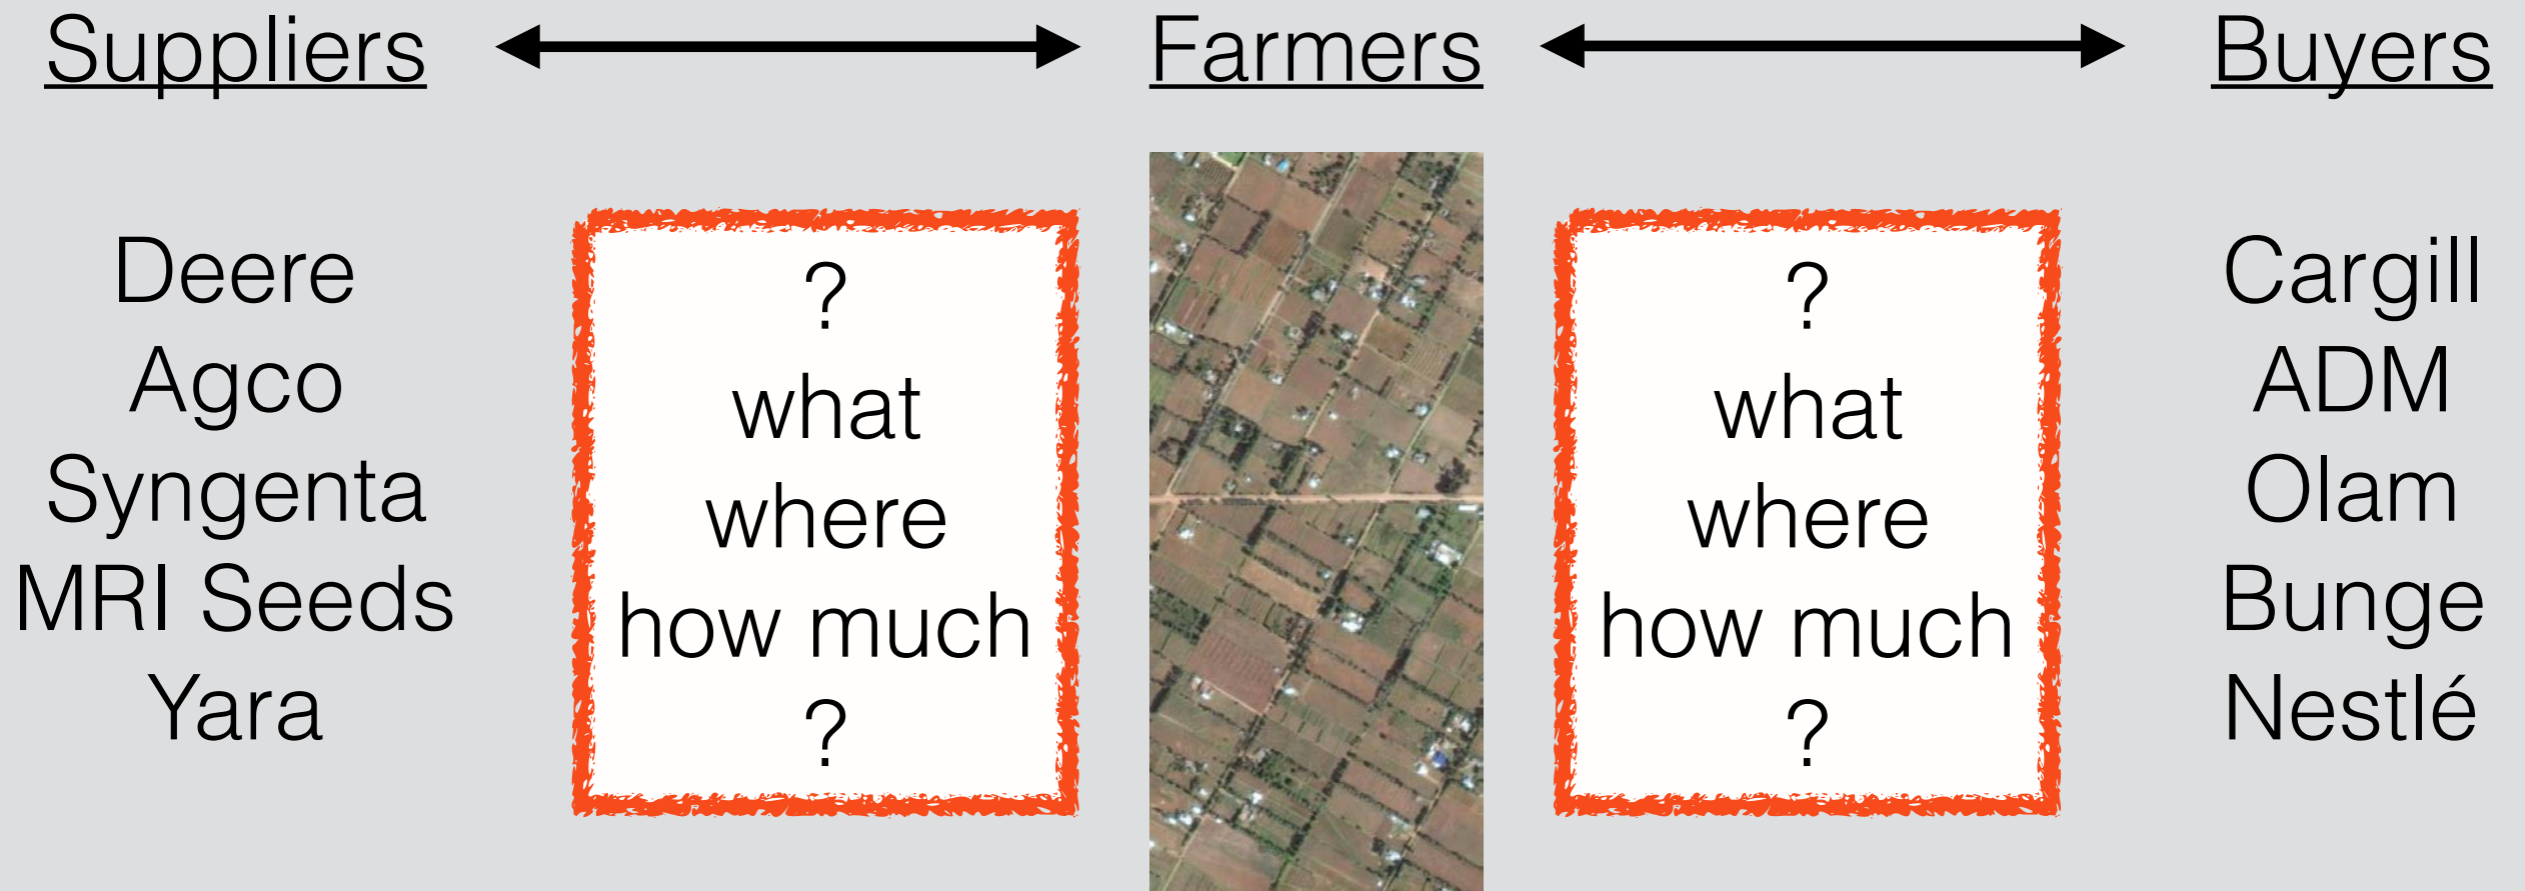 Suppliers
Farmers
Buyers
Deere
Agco
Syngenta
MRI Seeds
Yara
?
what
where
how much
?
?
what
where
how much
?
Cargill
ADM
Olam
Bunge
Nestlé